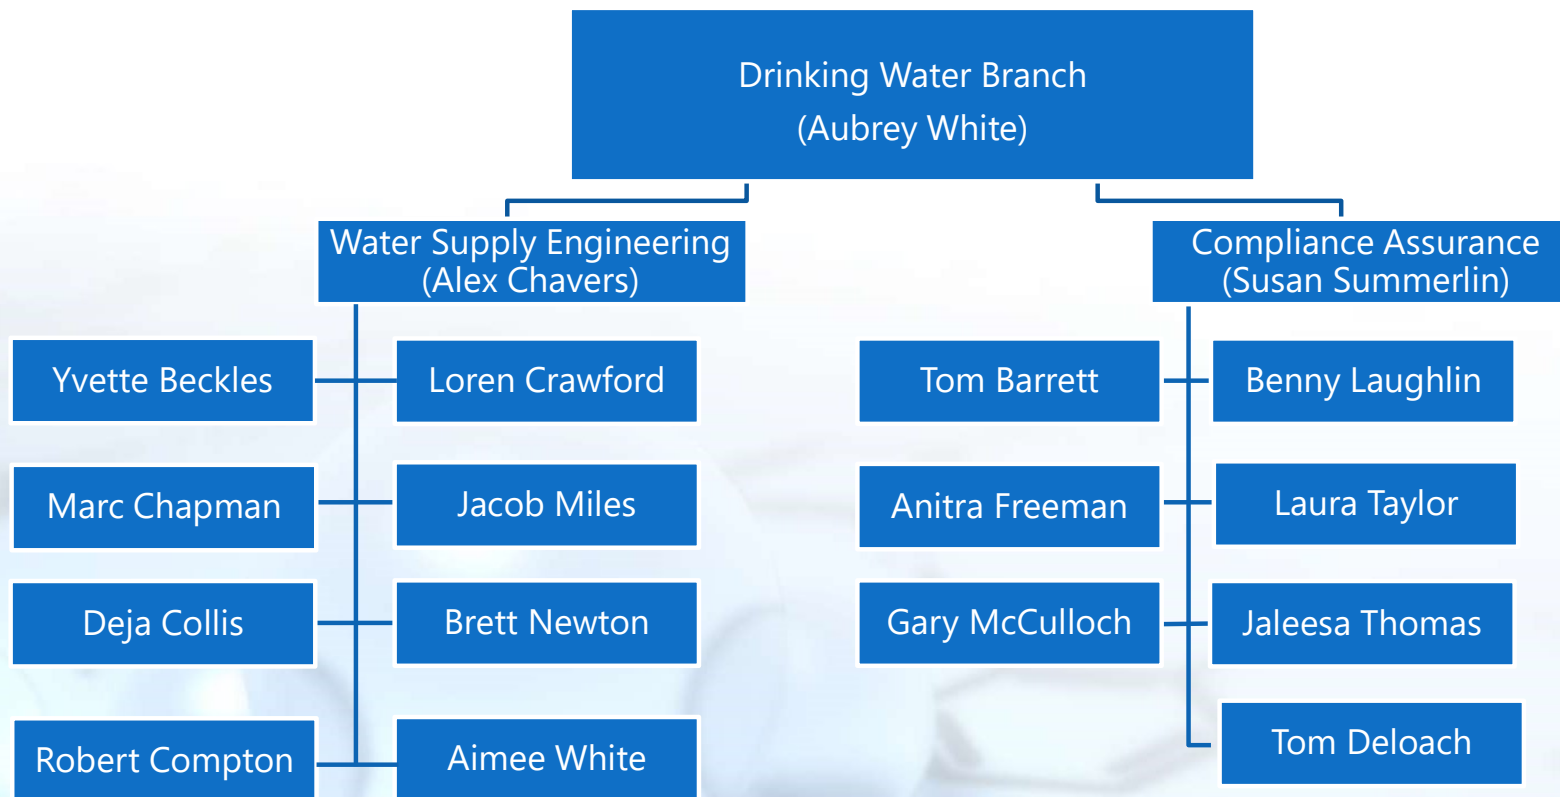 Drinking Water Branch
(Aubrey White)
Water Supply Engineering
(Alex Chavers)
Compliance Assurance
(Susan Summerlin)
Yvette Beckles
Loren Crawford
Tom Barrett
Benny Laughlin
Marc Chapman
Jacob Miles
Anitra Freeman
Laura Taylor
Deja Collis
Brett Newton
Gary McCulloch
Jaleesa Thomas
Robert Compton
Aimee White
Tom Deloach